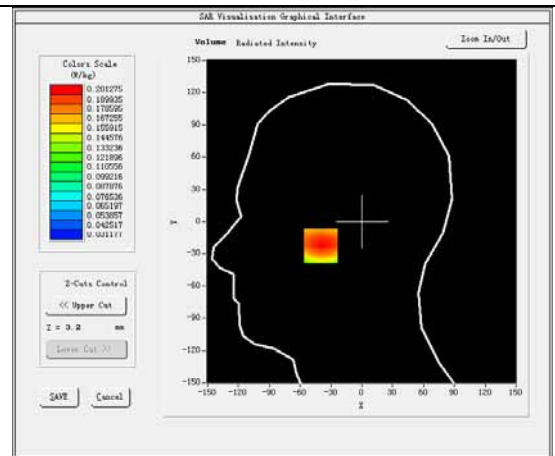 SAR Visualisation Graphical Interface
Volume Radiated Intensity
Zoom In/Out
Colors Scale
(W/kg)
0.201275
0.189935
0.178595
0.167255
0.155915
0.144576
0.133236
0.121896
0.110556
0.099216
0.087876
0.076536
0.065197
0.053857
0.042517
0.031177
150
120
90
60
30
0
-30
-60
-90
-120
-150
Y
-150 -120 -90 -60 -30 0 30 60 90 120 150
X
Z-Cuts Control
<< Upper Cut
Z = 3.2 mm
Lower Cut >>
SAVE Cancel